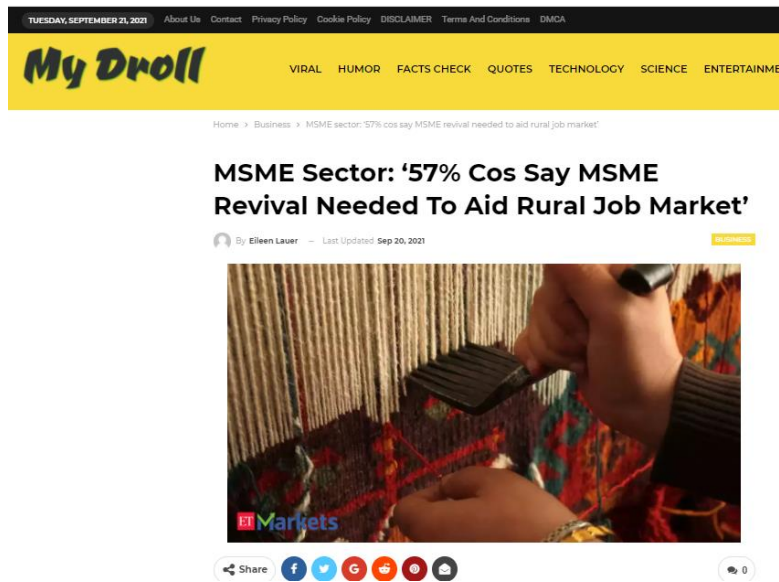 TUESDAY, SEPTEMBER 21, 2021 About Us Contact Privacy Policy Cookie Policy DISCLAIMER Terms And Conditions DMCA
My Droll
VIRAL HUMOR FACTS CHECK QUOTES TECHNOLOGY SCIENCE ENTERTAINME
Home > Business > MSME sector: '57% cos say MSME revival needed to aid rural job market'
MSME Sector: ‘57% Cos Say MSME
Revival Needed To Aid Rural Job Market’
By Eileen Lauer – Last Updated Sep 20, 2021
BUSINESS
ET Markets
Share
0